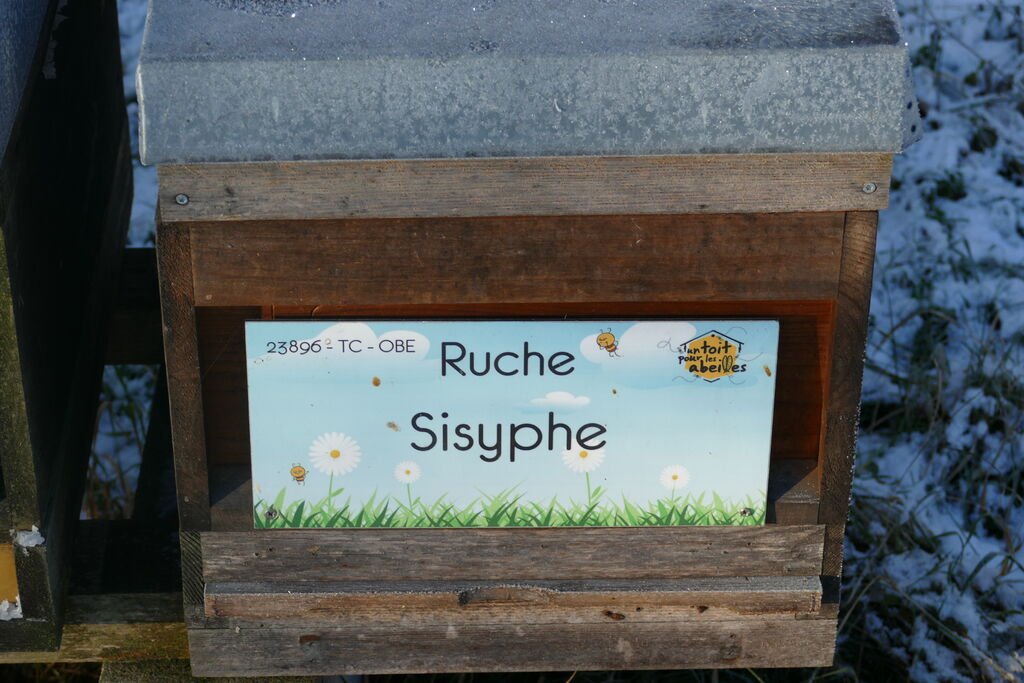 23896 - TC - OBE
Ruche
Sisyphe
un toit
pour les
abeilles